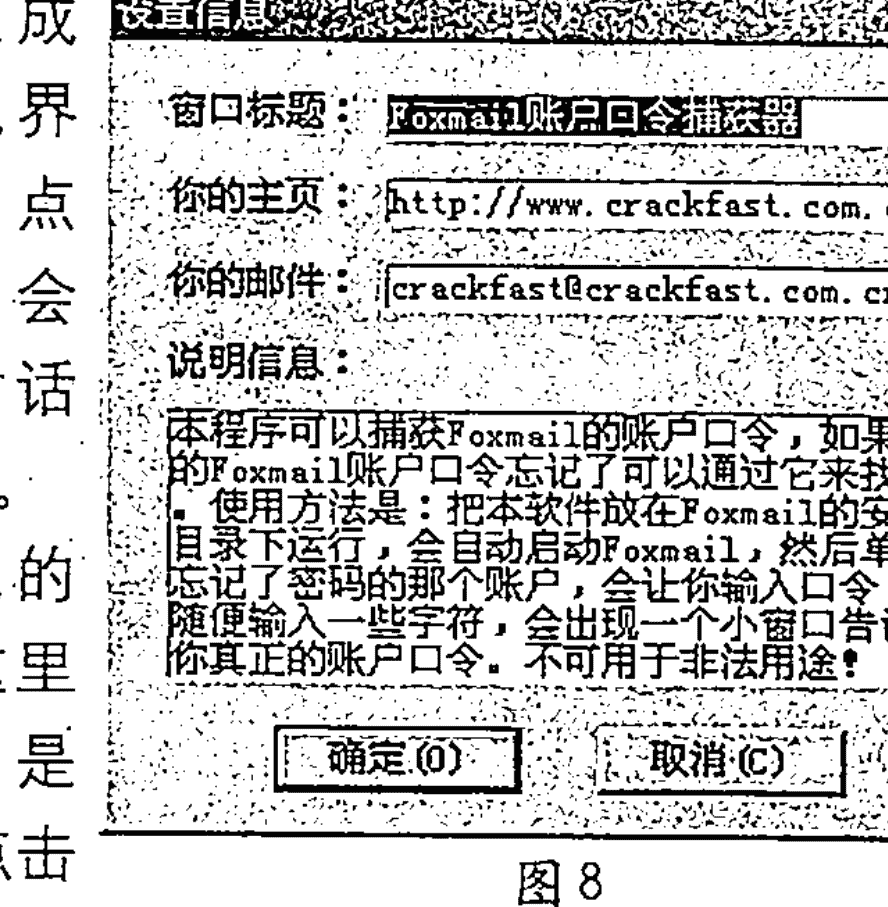 成
界
点
会
话
。
的
里
是
击
设置信息
窗口标题：Foxmail账户口令捕获器
你的主页：http://www.crackfast.com.
你的邮件：crackfast@crackfast.com.cn
说明信息：
本程序可以捕获Foxmail的账户口令，如果
的Foxmail账户口令忘记了可以通过它来找
。使用方法是：把本软件放在Foxmail的安
目录下运行，会自动启动Foxmail，然后单
忘记了密码的那个账户，会让你输入口令
随便输入一些字符，会出现一个小窗口告
你真正的账户口令。不可用于非法用途！
确定(O)
取消(C)
图8